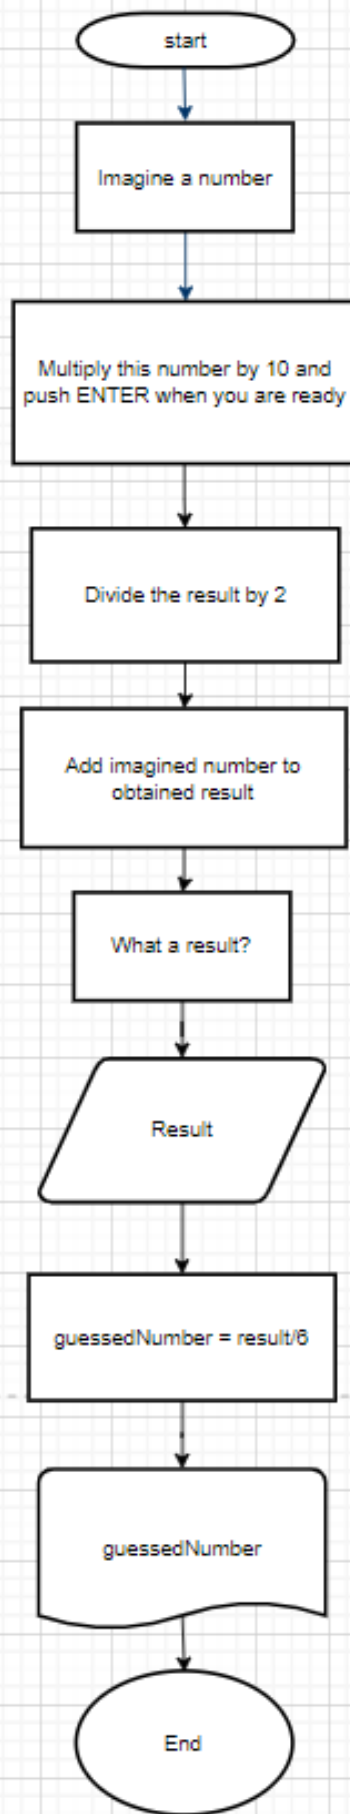 start
Imagine a number
Multiply this number by 10 and
push ENTER when you are ready
Divide the result by 2
Add imagined number to
obtained result
What a result?
Result
guessedNumber = result/6
guessedNumber
End